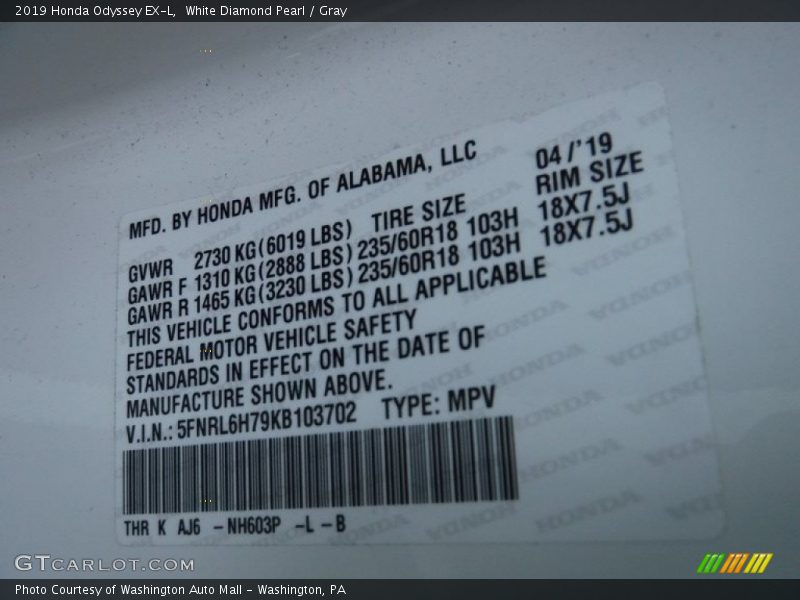 2019 Honda Odyssey EX-L,  White Diamond Pearl / Gray
MFD. BY HONDA MFG. OF ALABAMA, LLC 04/'19
GVWR 2730 KG(6019 LBS) TIRE SIZE RIM SIZE
GAWR F 1310 KG(2888 LBS) 235/60R18 103H 18X7.5J
GAWR R 1465 KG(3230 LBS) 235/60R18 103H 18X7.5J
THIS VEHICLE CONFORMS TO ALL APPLICABLE
FEDERAL MOTOR VEHICLE SAFETY
STANDARDS IN EFFECT ON THE DATE OF
MANUFACTURE SHOWN ABOVE.
V.I.N.: 5FNRL6H79KB103702 TYPE: MPV
THR K AJ6 -NH603P -L -B
GTCARLOT.COM
Photo Courtesy of Washington Auto Mall - Washington, PA